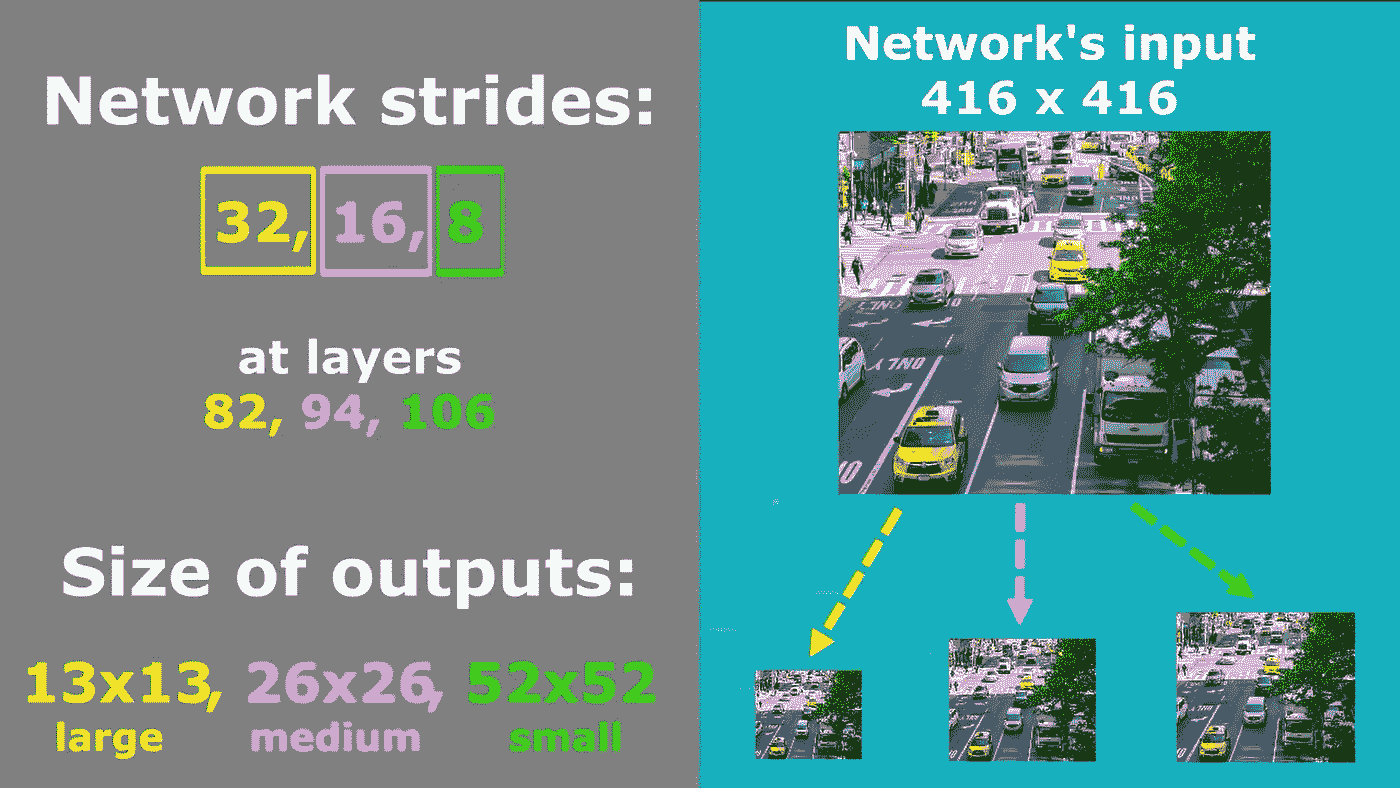 Network strides:
32, 16, 8
at layers
82, 94, 106
Size of outputs:
13x13, 26x26, 52x52
large medium small
Network's input
416 x 416
ONLY